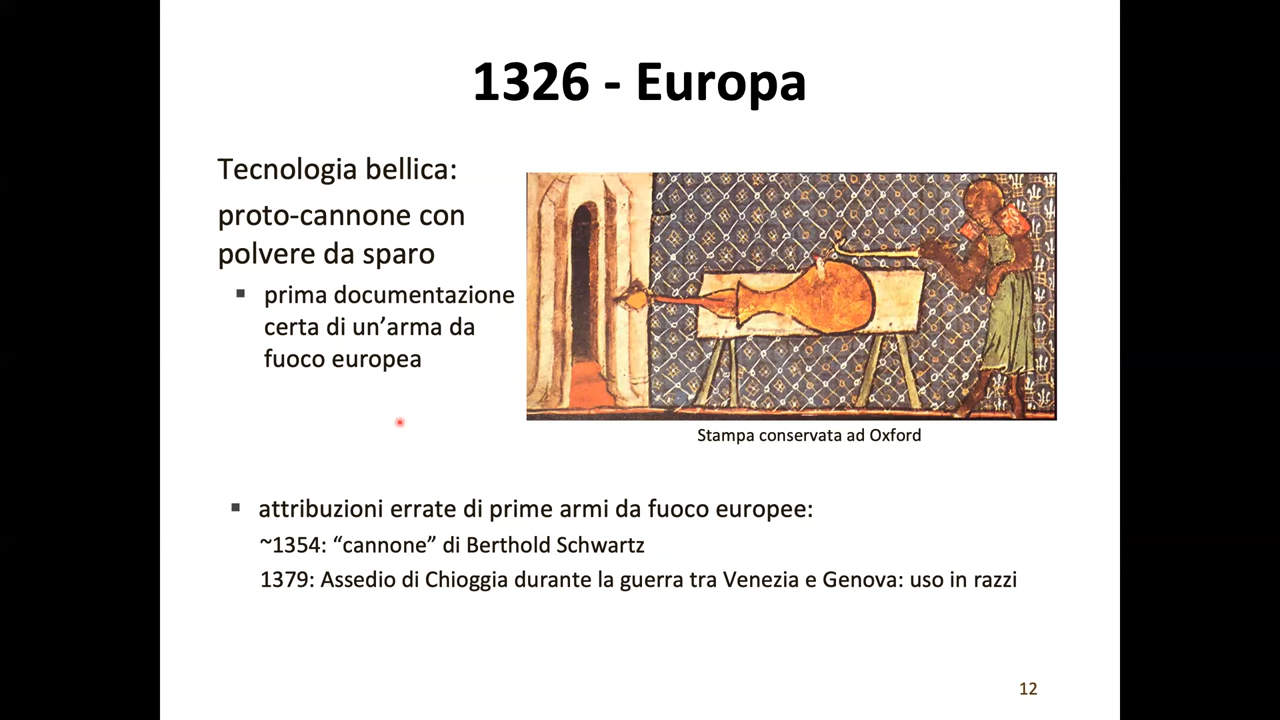 1326 - Europa
Tecnologia bellica:
proto-cannone con
polvere da sparo
▪ prima documentazione
certa di un’arma da
fuoco europea
Stampa conservata ad Oxford
▪ attribuzioni errate di prime armi da fuoco europee:
~1354: “cannone” di Berthold Schwartz
1379: Assedio di Chioggia durante la guerra tra Venezia e Genova: uso in razzi
12